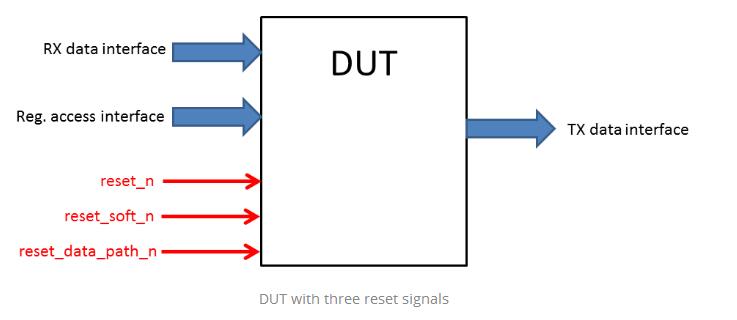 RX data interface
DUT
Reg. access interface
TX data interface
reset_n
reset_soft_n
reset_data_path_n
DUT with three reset signals